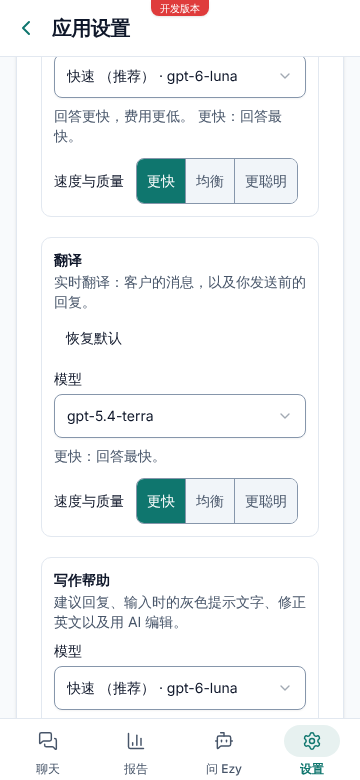 开发版本
应用设置
快速 （推荐） · gpt-6-luna
回答更快，费用更低。 更快：回答最
快。
速度与质量 更快 均衡 更聪明
翻译
实时翻译：客户的消息，以及你发送前的
回复。
恢复默认
模型
gpt-5.4-terra
更快：回答最快。
速度与质量 更快 均衡 更聪明
写作帮助
建议回复、输入时的灰色提示文字、修正
英文以及用 AI 编辑。
模型
快速 （推荐） · gpt-6-luna
聊天 报告 问 Ezy 设置